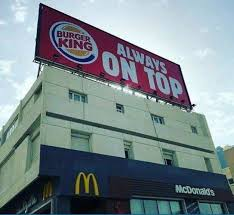 BURGER
KING
ALWAYS
ON TOP
McDonald's